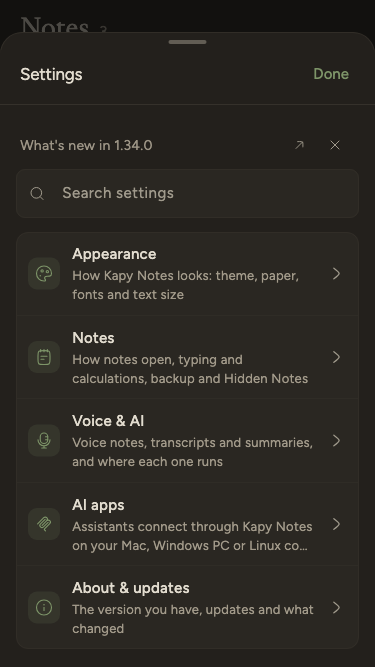 Notes 3
Settings
Done
What's new in 1.34.0
Search settings
Appearance
How Kapy Notes looks: theme, paper,
fonts and text size
Notes
How notes open, typing and
calculations, backup and Hidden Notes
Voice & AI
Voice notes, transcripts and summaries,
and where each one runs
AI apps
Assistants connect through Kapy Notes
on your Mac, Windows PC or Linux co...
About & updates
The version you have, updates and what
changed